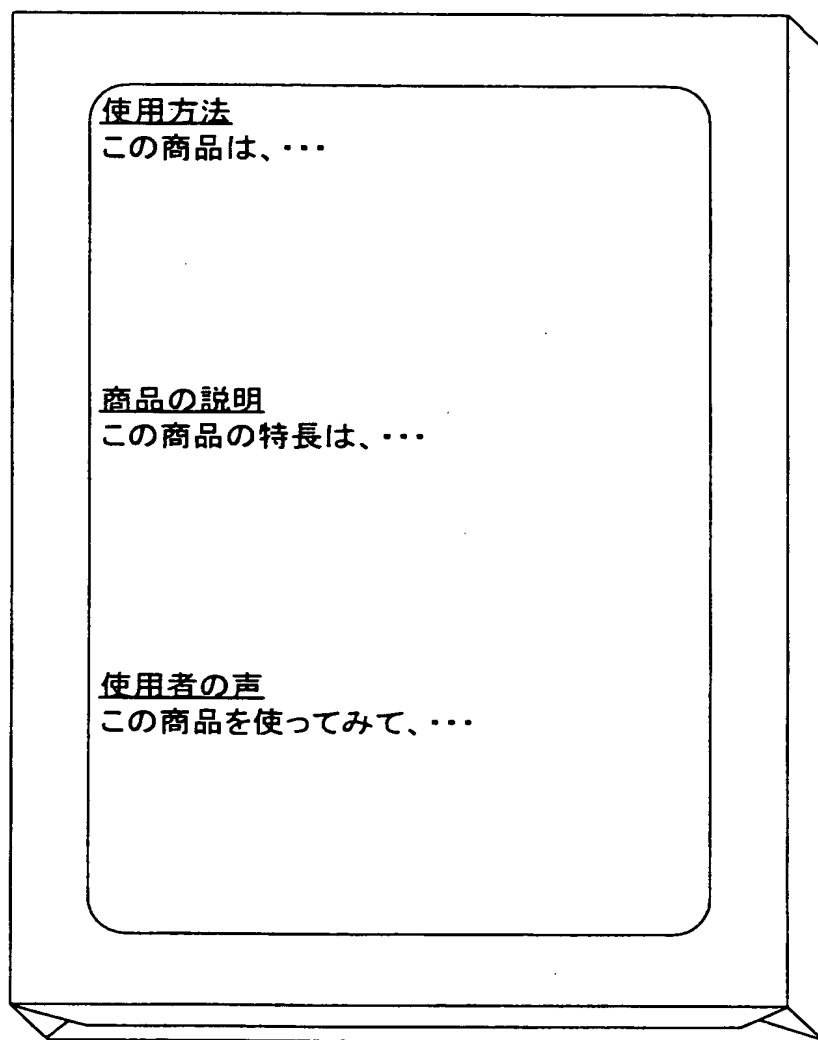 使用方法
この商品は、･･･
商品の説明
この商品の特長は、･･･
使用者の声
この商品を使ってみて、･･･